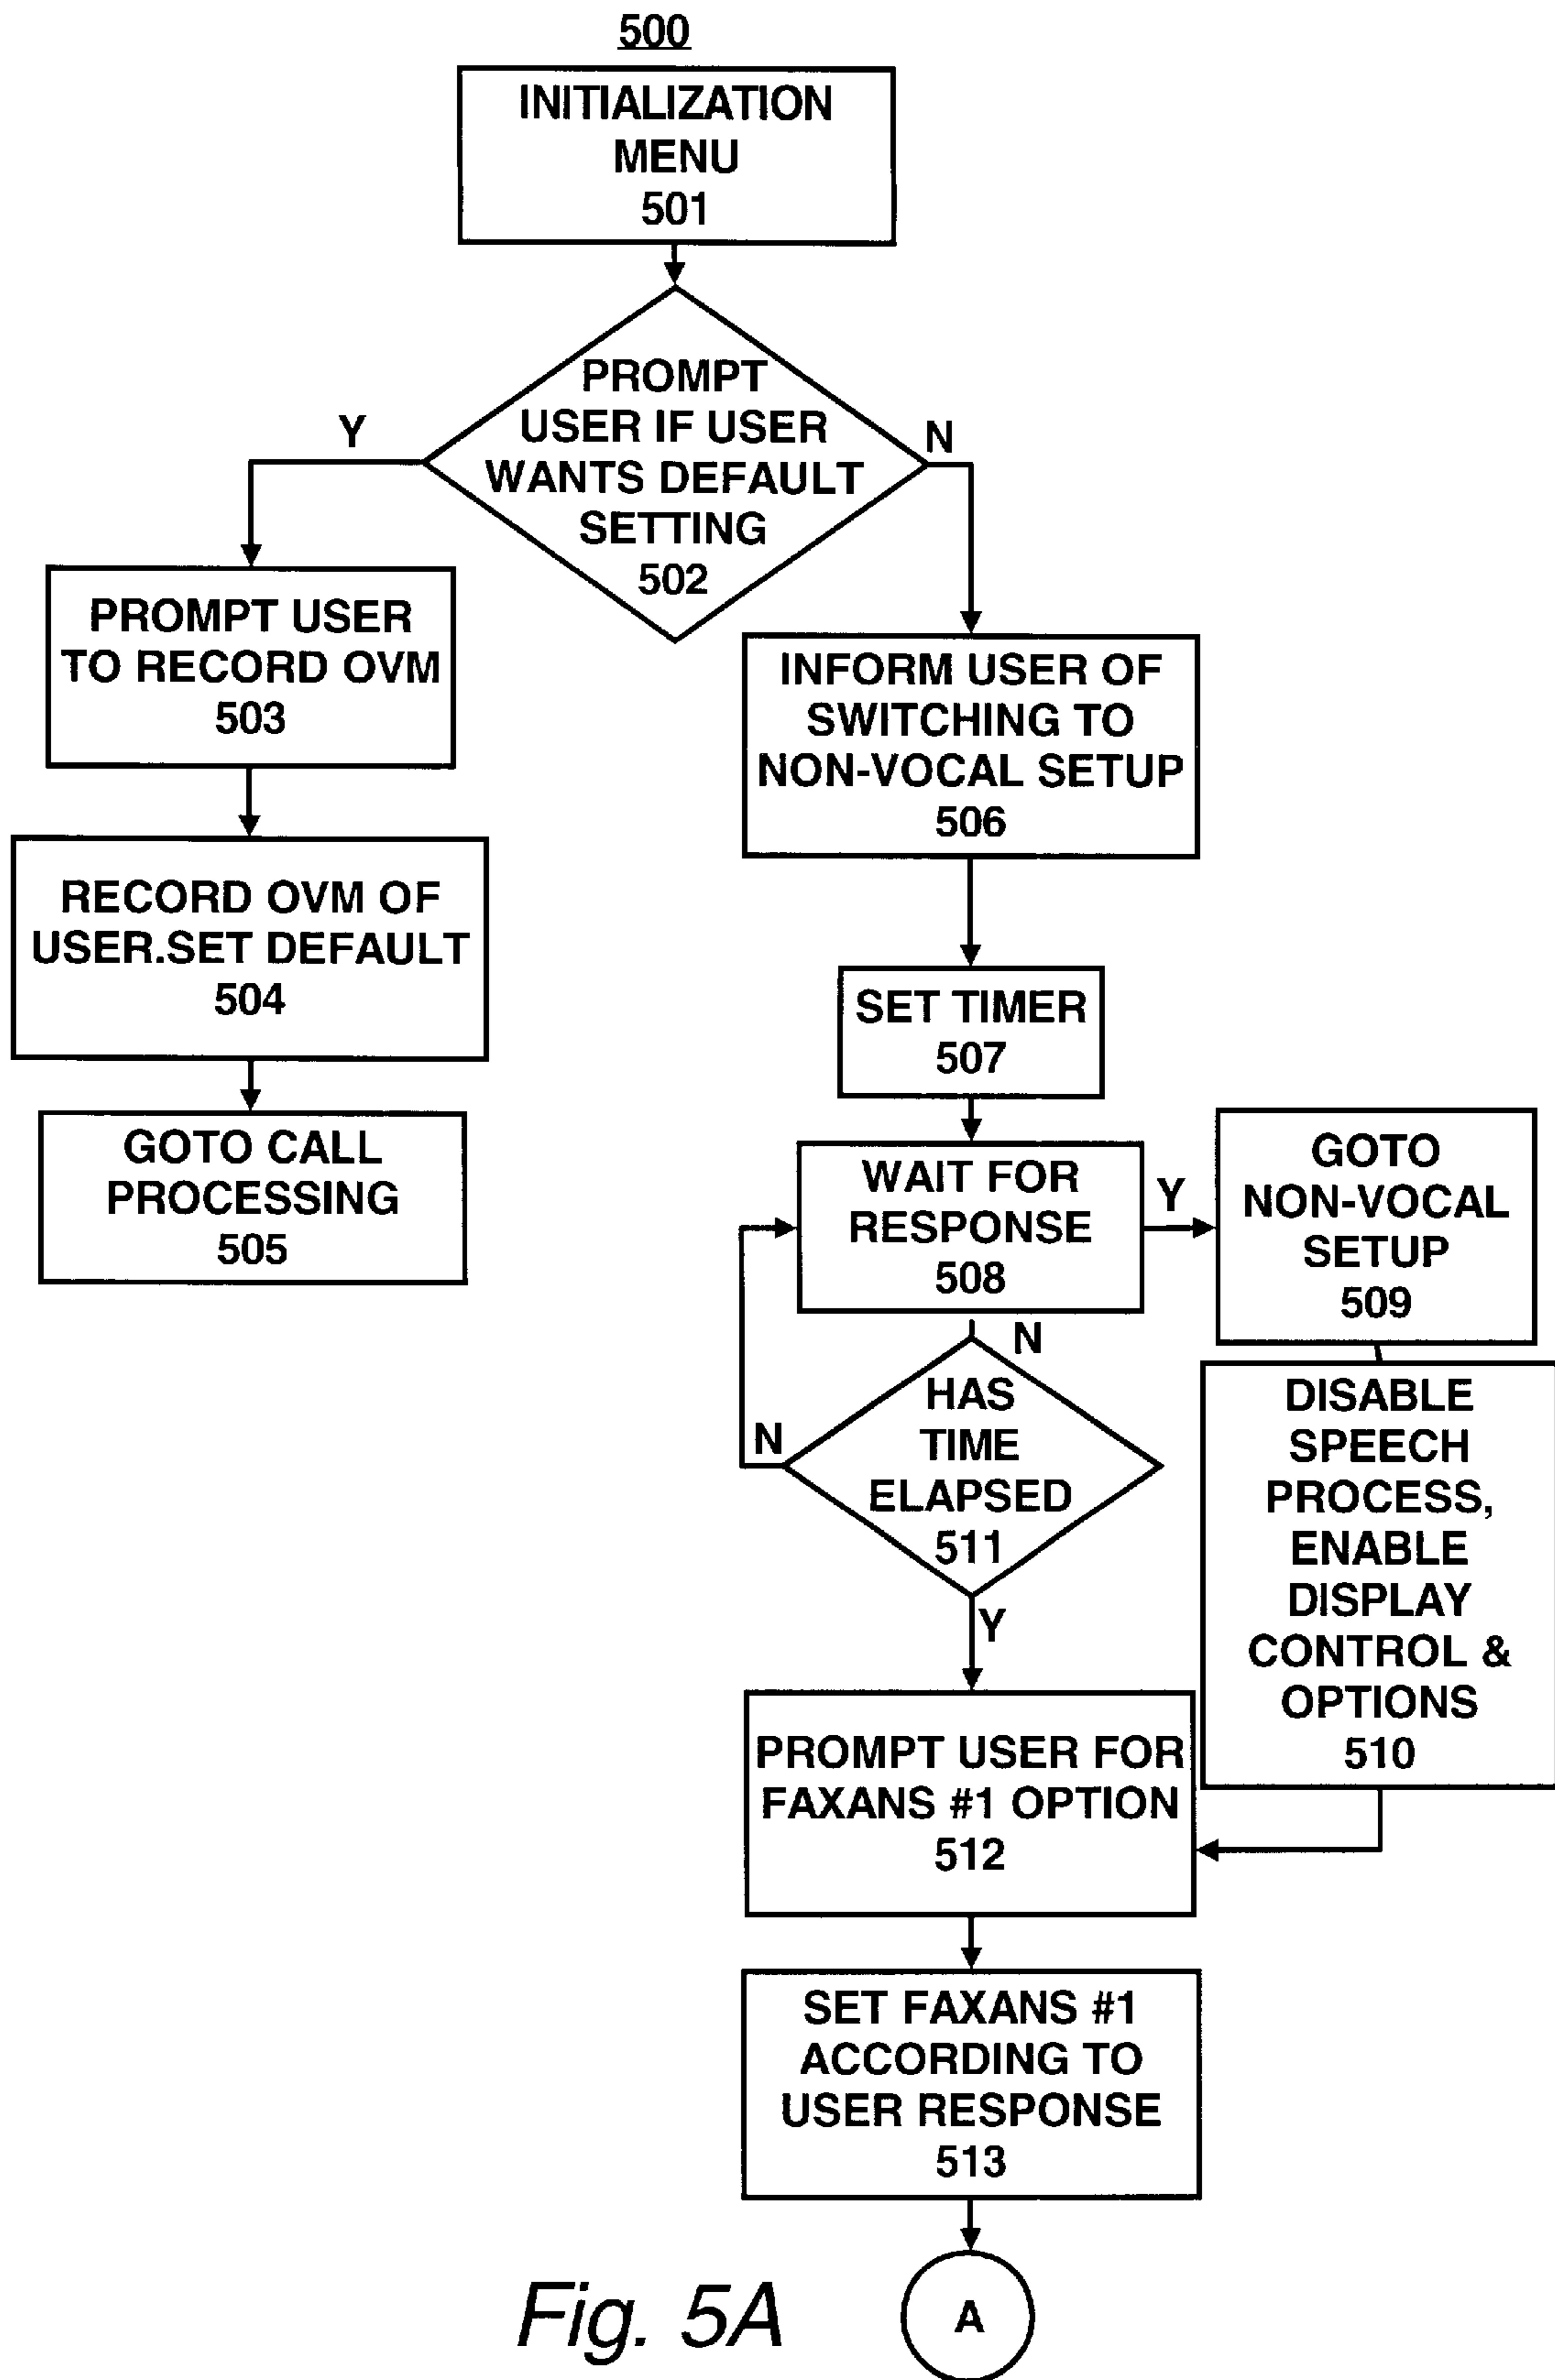 500
INITIALIZATION
MENU
501
PROMPT
USER IF USER
WANTS DEFAULT
SETTING
502
Y
N
PROMPT USER
TO RECORD OVM
503
RECORD OVM OF
USER.SET DEFAULT
504
GOTO CALL
PROCESSING
505
INFORM USER OF
SWITCHING TO
NON-VOCAL SETUP
506
SET TIMER
507
WAIT FOR
RESPONSE
508
Y
GOTO
NON-VOCAL
SETUP
509
N
HAS
TIME
ELAPSED
511
N
Y
DISABLE
SPEECH
PROCESS,
ENABLE
DISPLAY
CONTROL &
OPTIONS
510
PROMPT USER FOR
FAXANS #1 OPTION
512
SET FAXANS #1
ACCORDING TO
USER RESPONSE
513
A
Fig. 5A